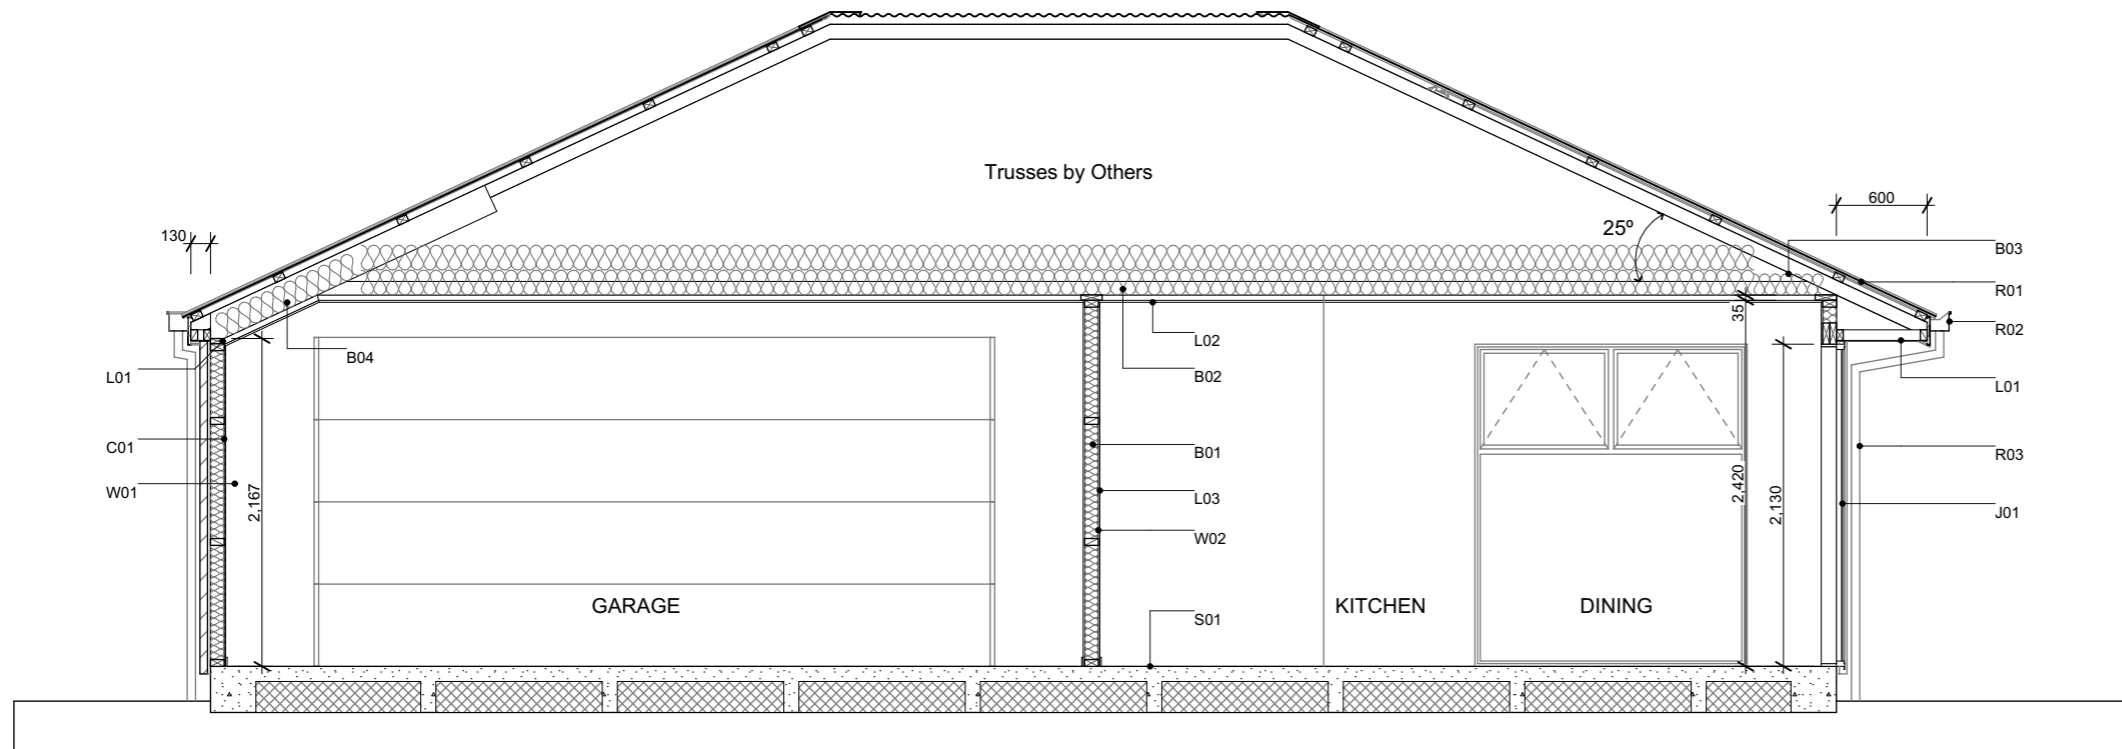 Trusses by Others
130
25º
600
B03
R01
R02
L01
R03
J01
35
L02
B02
B04
L01
C01
W01
2,167
B01
L03
W02
2,420
2,130
GARAGE
KITCHEN
DINING
S01